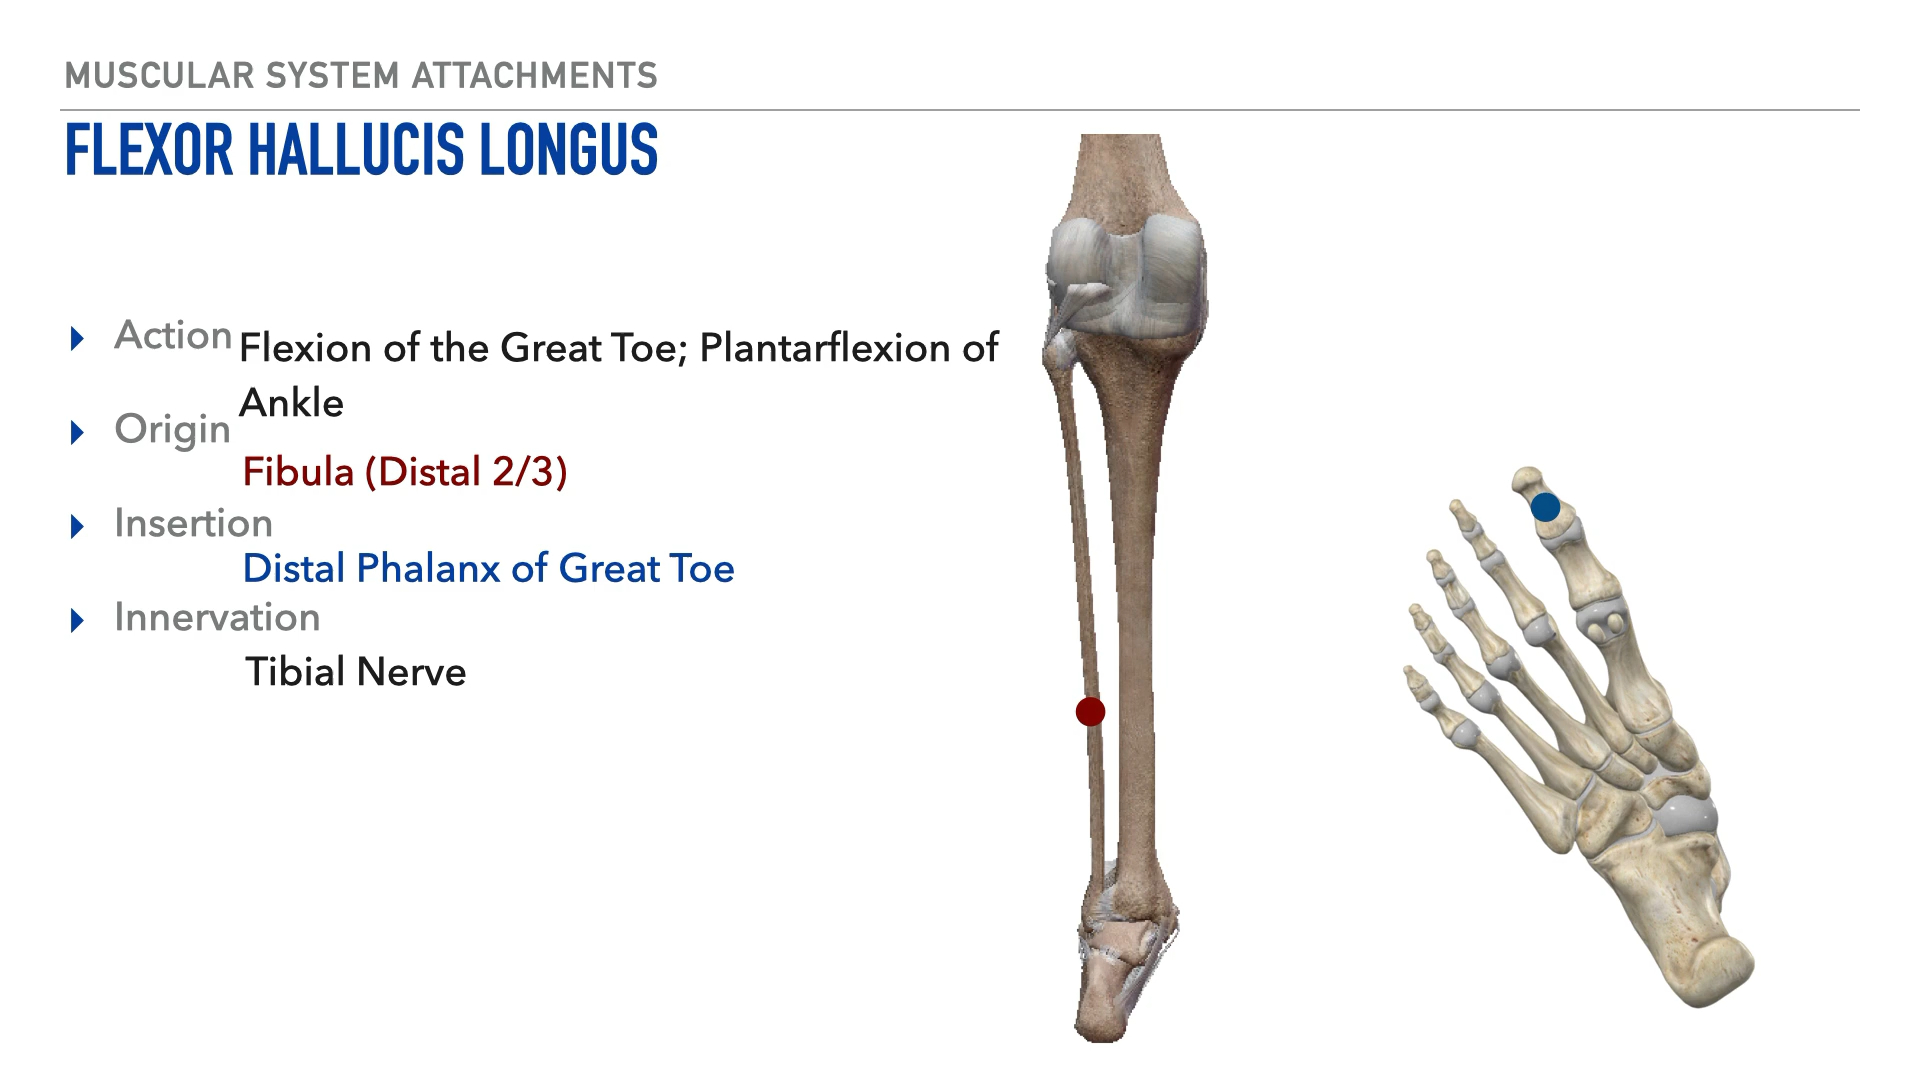 MUSCULAR SYSTEM ATTACHMENTS
FLEXOR HALLUCIS LONGUS
Action
Flexion of the Great Toe; Plantarflexion of
Ankle
Origin
Fibula (Distal 2/3)
Insertion
Distal Phalanx of Great Toe
Innervation
Tibial Nerve